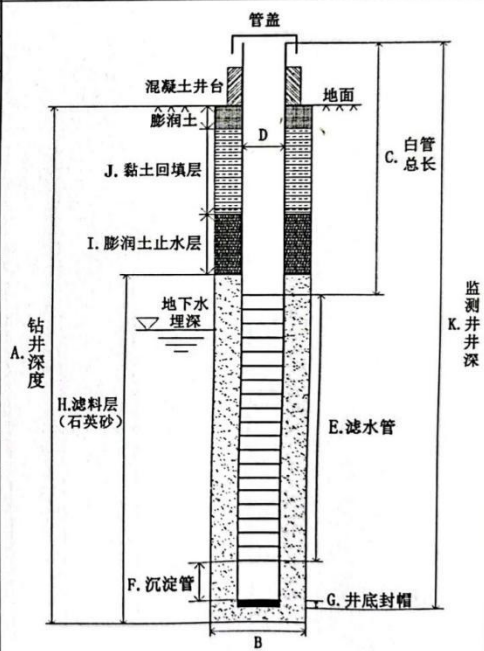 管盖
混凝土井台
地面
膨润土
D
C.白管总长
J.黏土回填层
I.膨润土止水层
地下水
埋深
A.钻井深度
K.监测井井深
H.滤料层
(石英砂)
E.滤水管
F.沉淀管
G.井底封帽
B